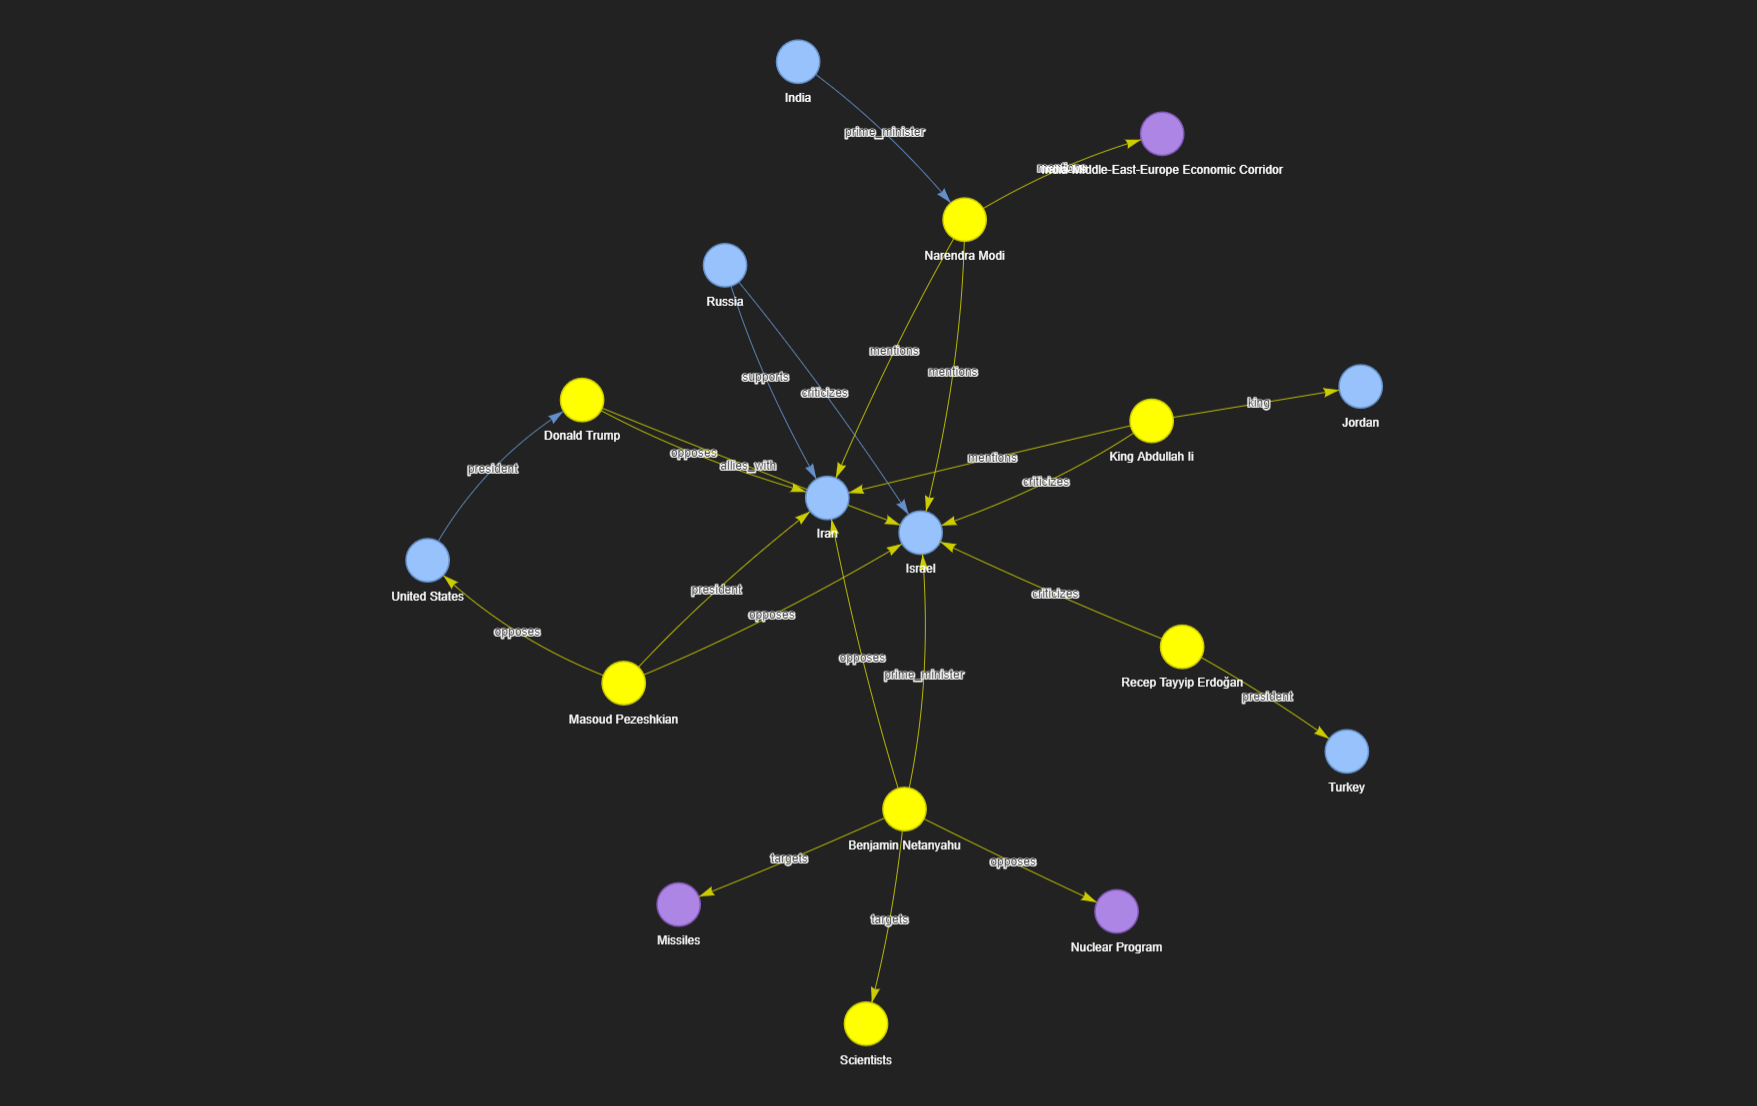 India
prime_minister
mentions
India-Middle-East-Europe Economic Corridor
Narendra Modi
Russia
mentions
supports
mentions
criticizes
king
Jordan
Donald Trump
opposes
allies_with
mentions
King Abdullah Ii
president
criticizes
Iran
Israel
United States
president
criticizes
opposes
opposes
opposes
prime_minister
Recep Tayyip Erdoğan
president
Masoud Pezeshkian
Turkey
Benjamin Netanyahu
targets
opposes
Missiles
targets
Nuclear Program
Scientists